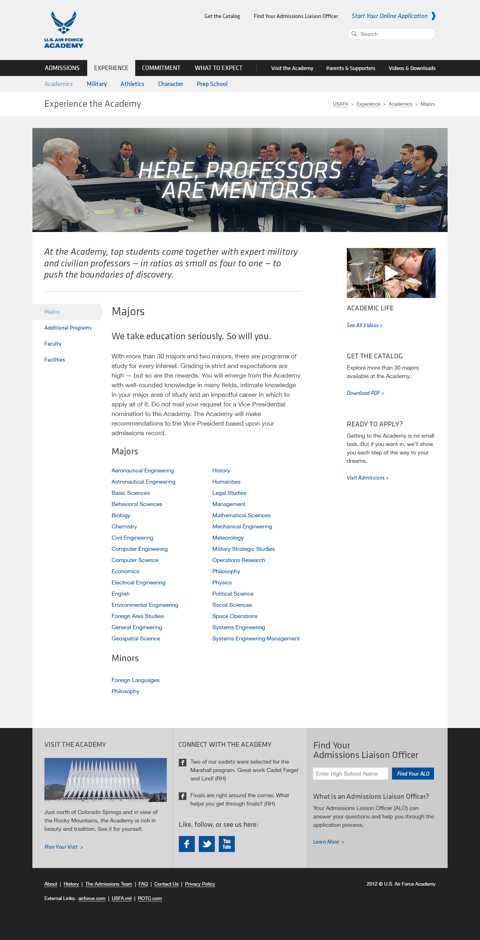 Get the Catalog
Find Your Admissions Liaison Officer
Start Your Online Application
U.S. AIR FORCE
ACADEMY
Search
ADMISSIONS
EXPERIENCE
COMMITMENT
WHAT TO EXPECT
Visit the Academy
Parents & Supporters
Videos & Downloads
Academics
Military
Athletics
Character
Prep School
Experience the Academy
USAFA > Experience > Academics > Majors
HERE, PROFESSORS
ARE MENTORS.
At the Academy, top students come together with expert military
and civilian professors – in ratios as small as four to one – to
push the boundaries of discovery.
Majors
Additional Programs
Faculty
Facilities
Majors
We take education seriously. So will you.
With more than 30 majors and two minors, there are programs of
study for every interest. Grading is strict and expectations are
high — but so are the rewards. You will emerge from the Academy
with well-rounded knowledge in many fields, intimate knowledge
in your major area of study and an impactful career in which to
apply all of it. Do not mail your request for a Vice Presidential
nomination to the Academy. The Academy will make
recommendations to the Vice President based upon your
admissions record.
Majors
Aeronautical Engineering
Astronautical Engineering
Basic Sciences
Behavioral Sciences
Biology
Chemistry
Civil Engineering
Computer Engineering
Computer Science
Economics
Electrical Engineering
English
Environmental Engineering
Foreign Area Studies
General Engineering
Geospatial Science
History
Humanities
Legal Studies
Management
Mathematical Sciences
Mechanical Engineering
Meteorology
Military Strategic Studies
Operations Research
Philosophy
Physics
Political Science
Social Sciences
Space Operations
Systems Engineering
Systems Engineering Management
Minors
Foreign Languages
Philosophy
ACADEMIC LIFE
See All Videos >
GET THE CATALOG
Explore more than 30 majors
available at the Academy.
Download PDF >
READY TO APPLY?
Getting to the Academy is no small
task. But if you want in, we'll show
you each step of the way to your
dreams.
Visit Admissions >
VISIT THE ACADEMY
Just north of Colorado Springs and in view of
the Rocky Mountains, the Academy is rich in
beauty and tradition. See it for yourself.
Plan Your Visit >
CONNECT WITH THE ACADEMY
Two of our cadets were selected for the
Marshall program. Great work Cadet Fargel
and Lind! (RH)
Finals are right around the corner. What
helps you get through finals? (RH)
Like, follow, or see us here:
You
Tube
Find Your
Admissions Liaison Officer
Enter High School Name
Find Your ALO
What is an Admissions Liaison Officer?
Your Admissions Liaison Officer (ALO) can
answer your questions and help you through the
application process.
Learn More >
About | History | The Admissions Team | FAQ | Contact Us | Privacy Policy
2012 © U.S. Air Force Academy
External Links: airforce.com | USFA.mil | ROTC.com